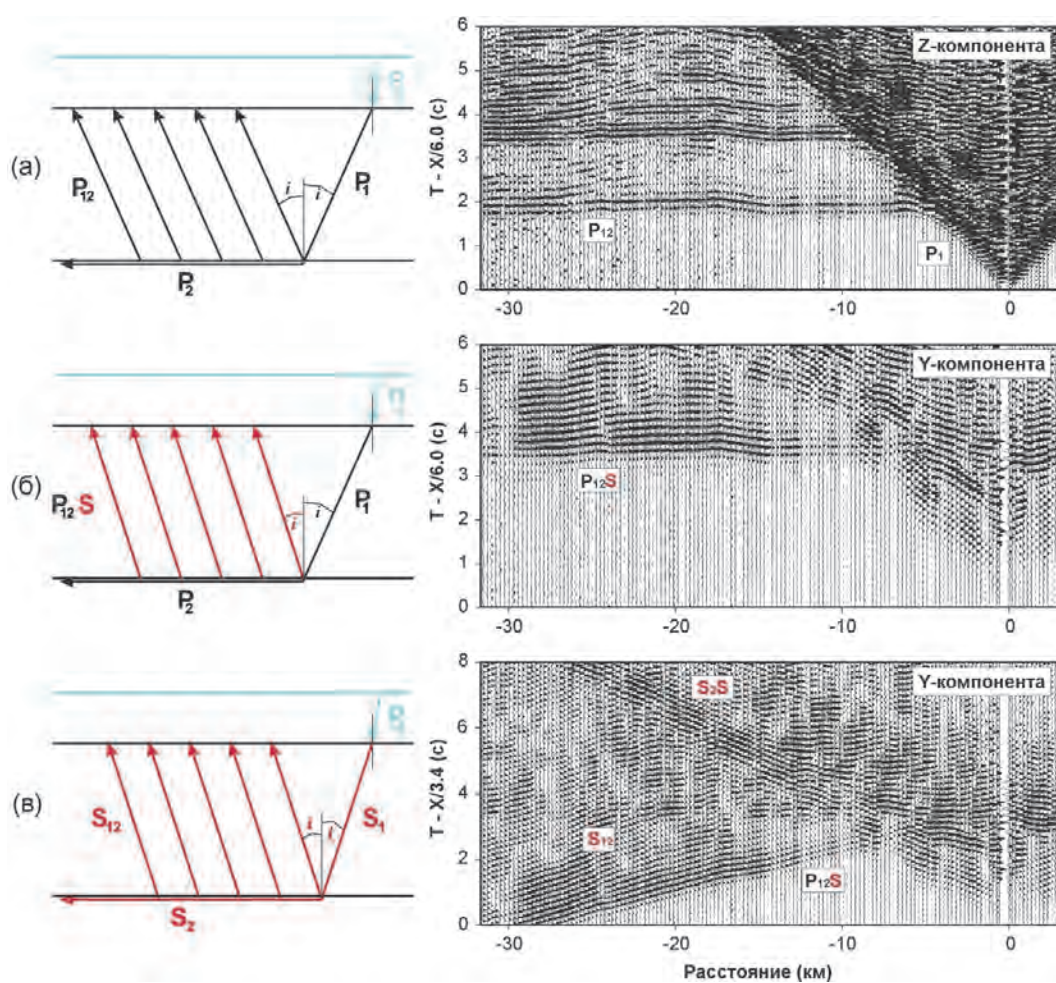 (а)
P₁₂
i
i
P₁
P₂
Z-компонента
T - X/6.0 (с)
6
5
4
3
2
1
0
P₁₂
P₁
-30
-20
-10
0
(б)
P₁₂S
i
i
P₁
P₂
Y-компонента
T - X/6.0 (с)
6
5
4
3
2
1
0
P₁₂S
-30
-20
-10
0
(в)
S₁₂
i
i
S₁
S₂
Y-компонента
T - X/3.4 (с)
8
6
4
2
0
S₂S
S₁₂
P₁₂S
-30
-20
-10
0
Расстояние (км)